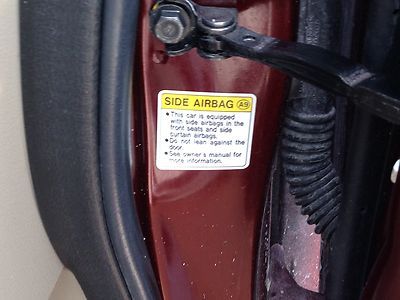 SIDE AIRBAG A9
• This car is equipped
with side airbags in the
front seats and side
curtain airbags.
• Do not lean against the
door.
• See owner's manual for
more information.